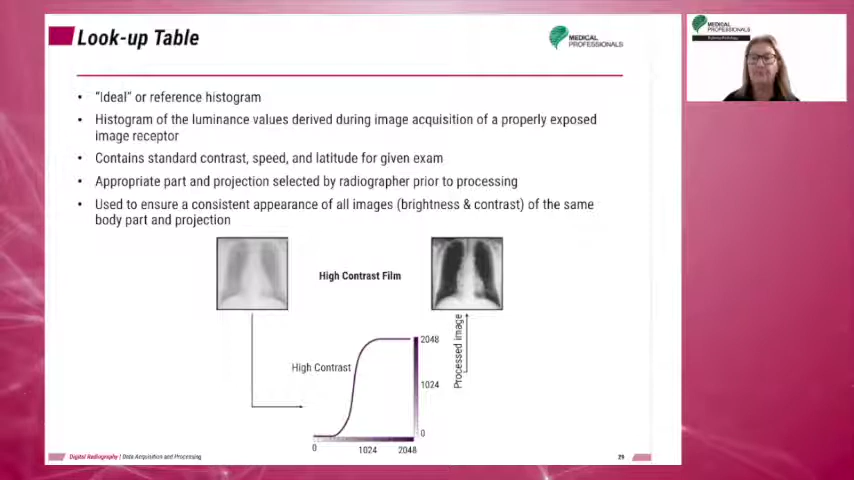 Look-up Table
MEDICAL
PROFESSIONALS
MEDICAL
PROFESSIONALS
• "Ideal" or reference histogram
• Histogram of the luminance values derived during image acquisition of a properly exposed
image receptor
• Contains standard contrast, speed, and latitude for given exam
• Appropriate part and projection selected by radiographer prior to processing
• Used to ensure a consistent appearance of all images (brightness & contrast) of the same
body part and projection
High Contrast Film
Processed image
High Contrast
2048
1024
0
0
1024
2048
Digital Radiography | Data Acquisition and Processing
29